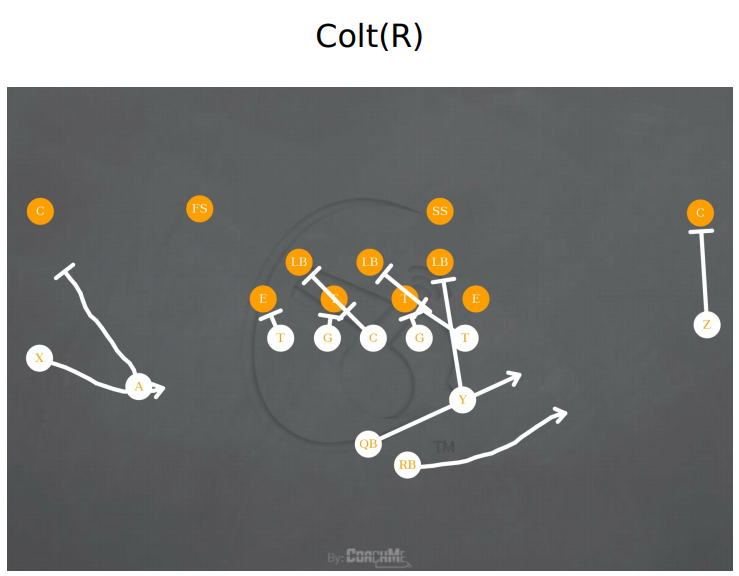 Colt(R)
C FS SS C
LB LB LB
E T E
T G C G T Z
X A Y
QB
RB
TM
By: COACHMe